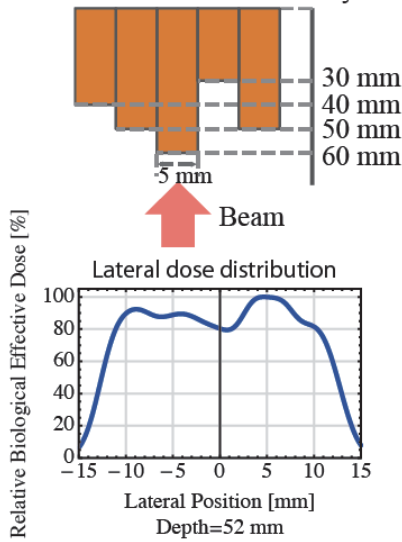 30 mm
40 mm
50 mm
60 mm
5 mm
Beam
Lateral dose distribution
Relative Biological Effective Dose [%]
100
80
60
40
20
0
−15 −10 −5 0 5 10 15
Lateral Position [mm]
Depth=52 mm